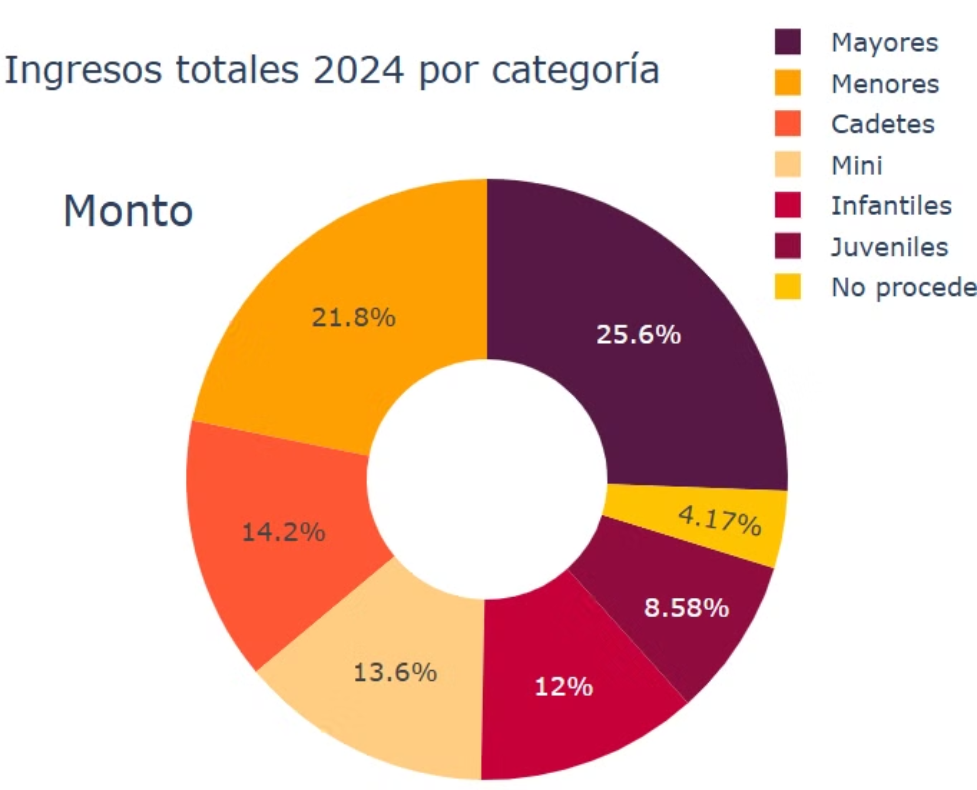 Ingresos totales 2024 por categoría
Monto
Mayores
Menores
Cadetes
Mini
Infantiles
Juveniles
No procede
21.8%
25.6%
4.17%
14.2%
8.58%
13.6%
12%